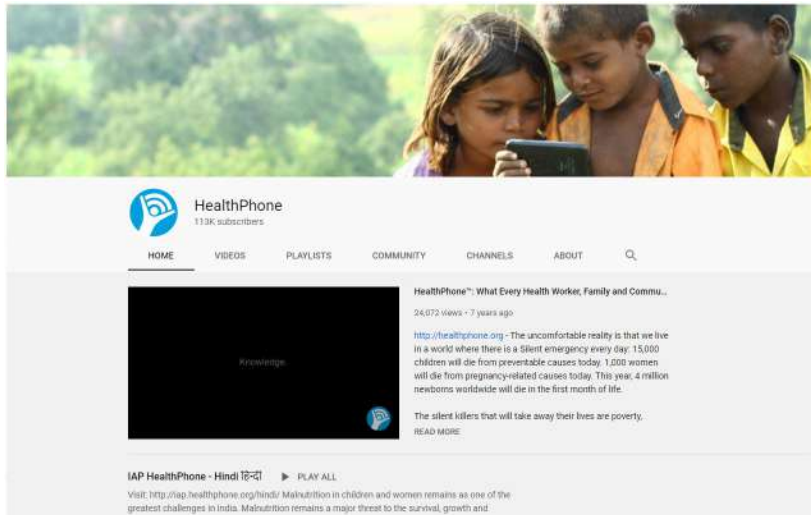 HealthPhone
113K subscribers
HOME VIDEOS PLAYLISTS COMMUNITY CHANNELS ABOUT
Knowledge
HealthPhone™: What Every Health Worker, Family and Commu...
24,072 views • 7 years ago
http://healthphone.org - The uncomfortable reality is that we live
in a world where there is a Silent emergency every day: 15,000
children will die from preventable causes today. 1,000 women
will die from pregnancy-related causes today. This year, 4 million
newborns worldwide will die in the first month of life.
The silent killers that will take away their lives are poverty,
READ MORE
IAP HealthPhone - Hindi हिन्दी PLAY ALL
Visit: http://iap.healthphone.org/hindi/ Malnutrition in children and women remains as one of the
greatest challenges in India. Malnutrition remains a major threat to the survival, growth and